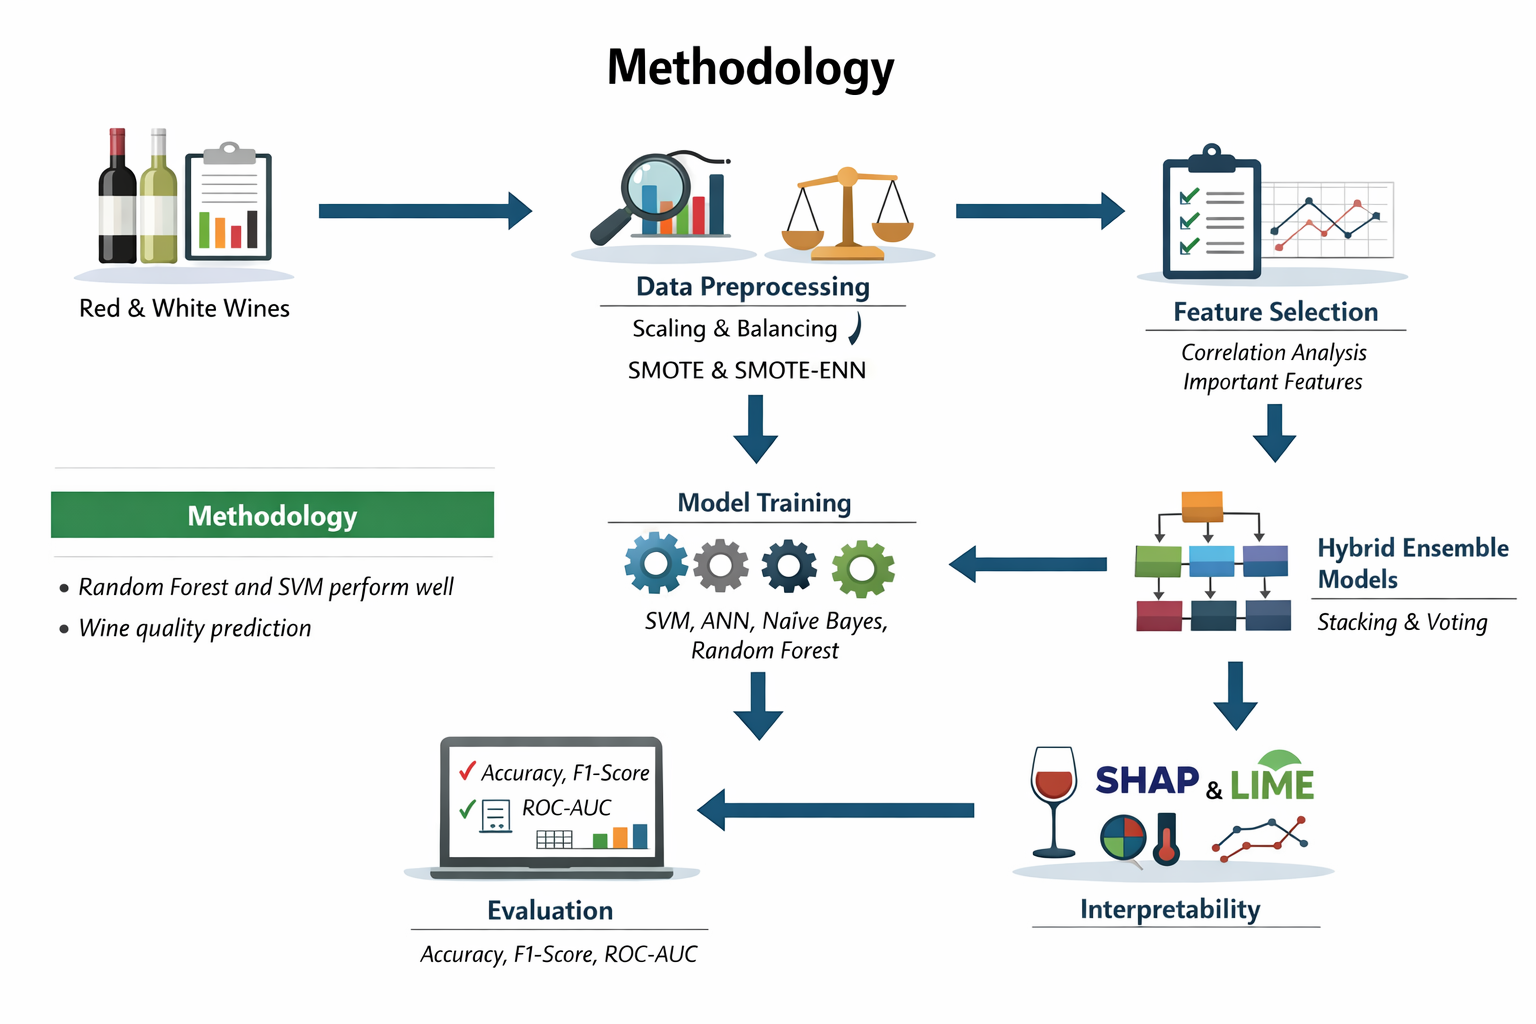 Methodology
Red & White Wines
Data Preprocessing
Scaling & Balancing
SMOTE & SMOTE-ENN
Feature Selection
Correlation Analysis
Important Features
Methodology
• Random Forest and SVM perform well
• Wine quality prediction
Model Training
SVM, ANN, Naïve Bayes,
Random Forest
Hybrid Ensemble
Models
Stacking & Voting
Accuracy, F1-Score
ROC-AUC
Evaluation
Accuracy, F1-Score, ROC-AUC
SHAP & LIME
Interpretability